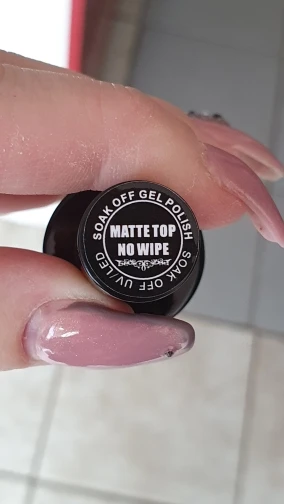 SOAK OFF GEL POLISH
MATTE TOP
NO WIPE
SOAK OFF UV/LED